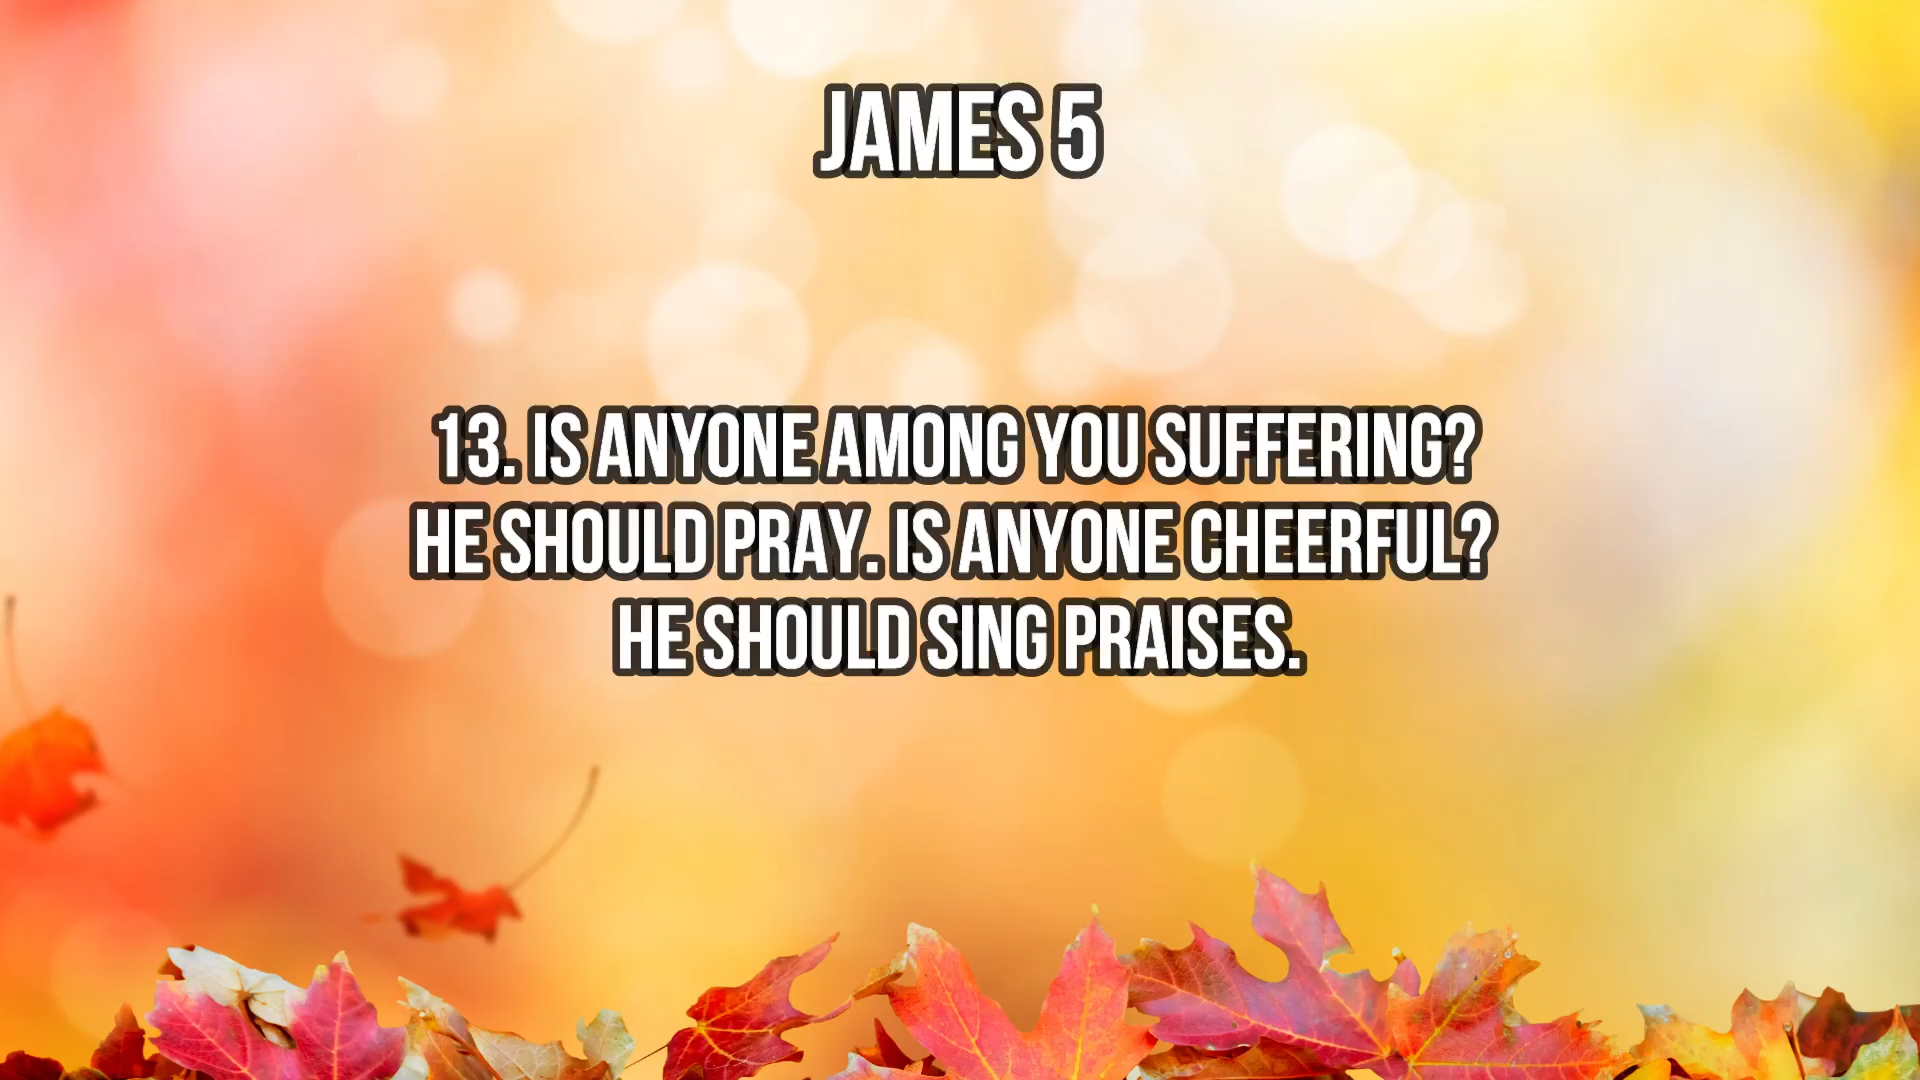 JAMES 5
13. IS ANYONE AMONG YOU SUFFERING?
HE SHOULD PRAY. IS ANYONE CHEERFUL?
HE SHOULD SING PRAISES.